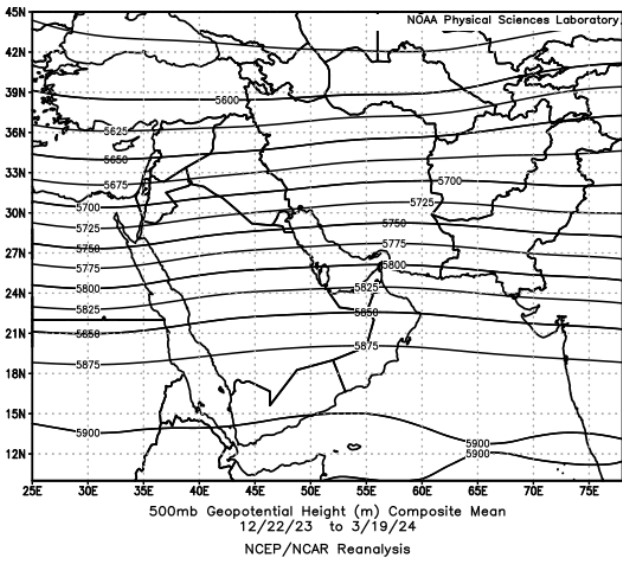 45N
NOAA Physical Sciences Laboratory
42N
39N
5600
36N
5625
5650
33N
5675
5700
5700
5725
30N
5725
5750
5750
5775
27N
5775
5800
5800
5825
24N
5825
5850
21N
5850
5875
5875
18N
15N
5900
5900
12N
5900
25E 30E 35E 40E 45E 50E 55E 60E 65E 70E 75E
500mb Geopotential Height (m) Composite Mean
12/22/23 to 3/19/24
NCEP/NCAR Reanalysis